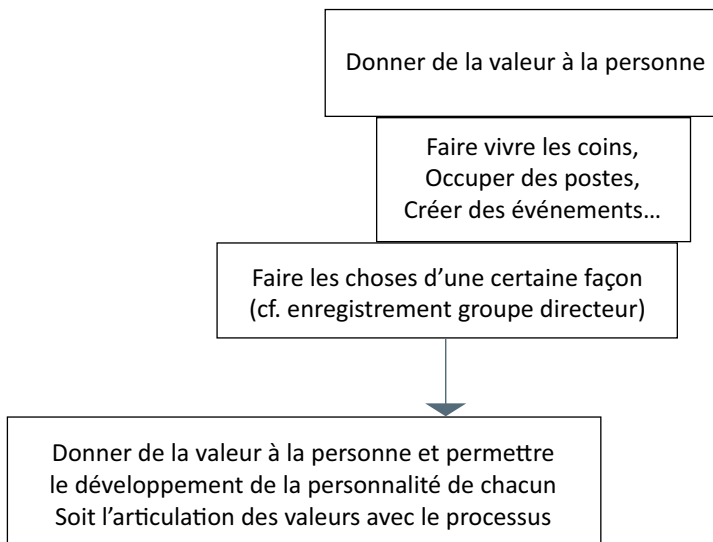 Donner de la valeur à la personne
Faire vivre les coins,
Occuper des postes,
Créer des événements…
Faire les choses d’une certaine façon
(cf. enregistrement groupe directeur)
Donner de la valeur à la personne et permettre
le développement de la personnalité de chacun
Soit l’articulation des valeurs avec le processus